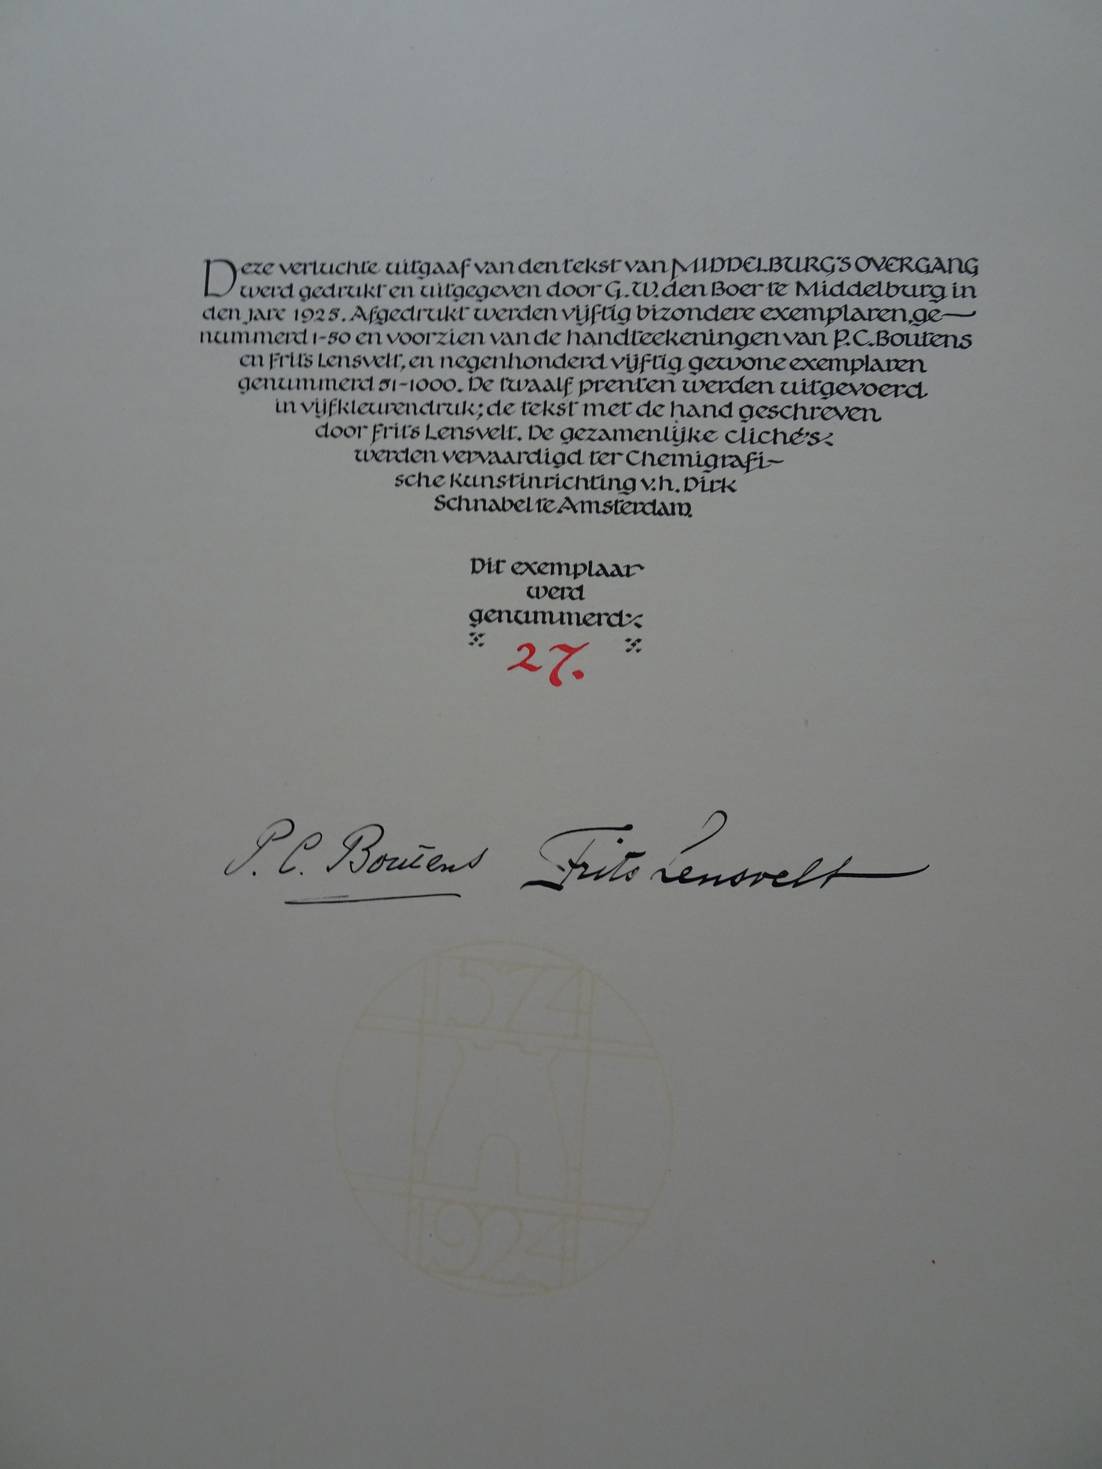 Deze verluchte uitgaaf van den tekst van MIDDELBURG'S OVERGANG
werd gedrukt en uitgegeven door G.W. den Boer te Middelburg in
den jare 1925. Afgedrukt werden vijftig bizondere exemplaren, ge-
nummerd 1-50 en voorzien van de handteekeningen van P.C. Boutens
en Frits Lensvelt, en negenhonderd vijftig gewone exemplaren
genummerd 51-1000. De twaalf prenten werden uitgevoerd
in vijfkleurendruk; de tekst met de hand geschreven
door Frits Lensvelt. De gezamenlijke cliché's
werden vervaardigd ter Chemigrafi-
sche Kunstinrichting v.h. Dirk
Schnabel te Amsterdam.
Dit exemplaar
werd
genummerd:
27.
P. C. Boutens Frits Lensvelt
1574
1924